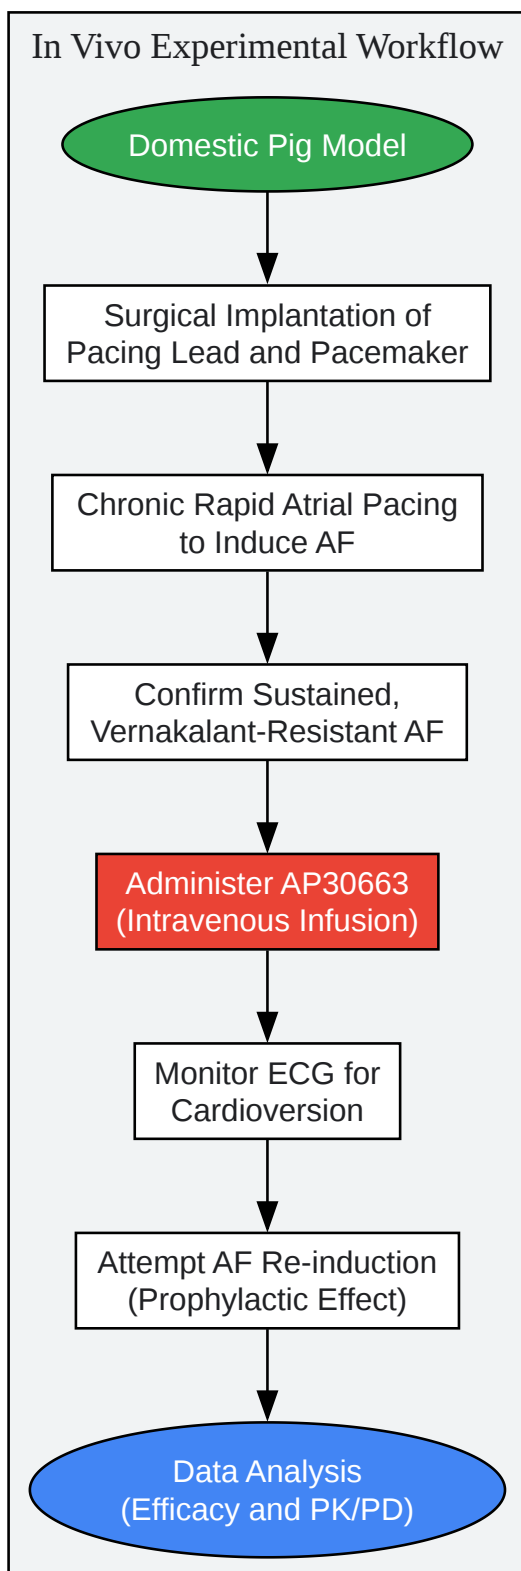 In Vivo Experimental Workflow
Domestic Pig Model
Surgical Implantation of
Pacing Lead and Pacemaker
Chronic Rapid Atrial Pacing
to Induce AF
Confirm Sustained,
Vernakalant-Resistant AF
Administer AP30663
(Intravenous Infusion)
Monitor ECG for
Cardioversion
Attempt AF Re-induction
(Prophylactic Effect)
Data Analysis
(Efficacy and PK/PD)